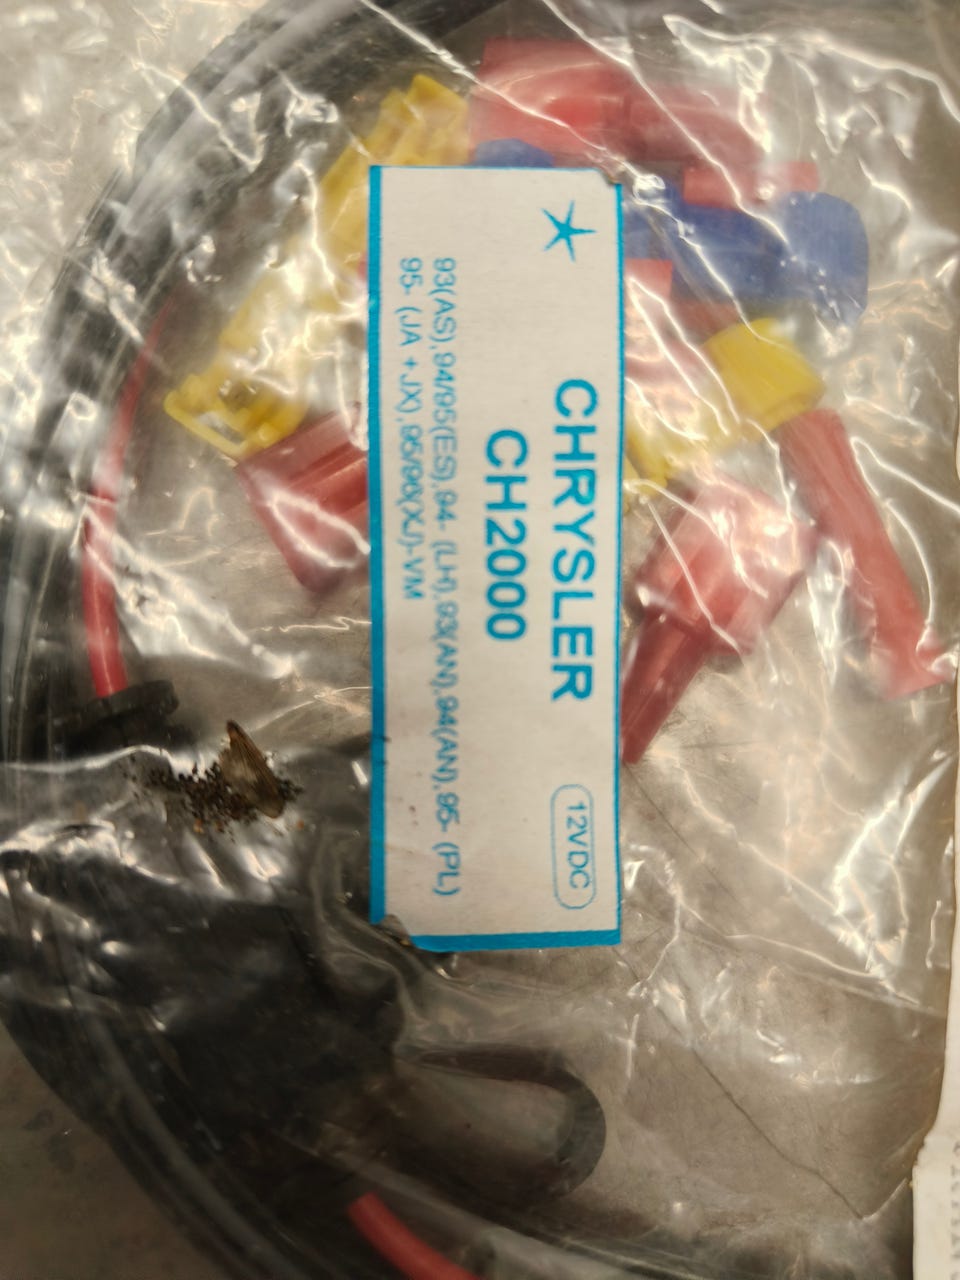 CHRYSLER
12VDC
CH2000
93(AS),94/95(ES),94- (LH),93(AN),94(AN),95- (PL)
95- (JA + JX),95/96(XJ)-VM